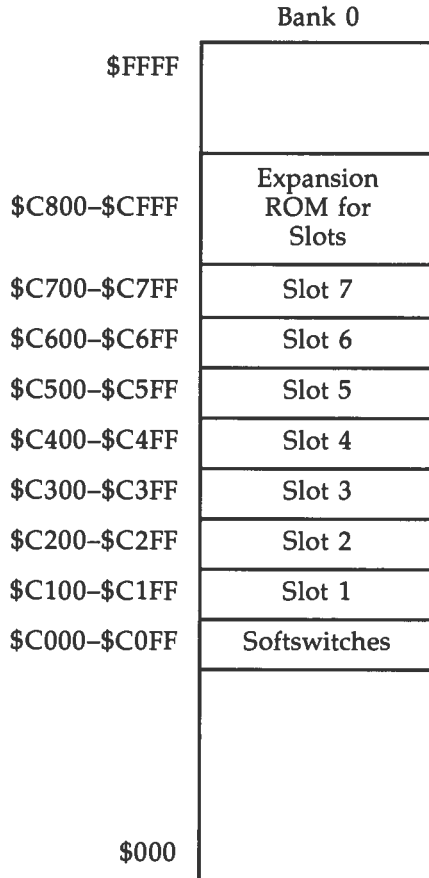 Bank 0
$FFFF
$C800–$CFFF
Expansion
ROM for
Slots
$C700–$C7FF Slot 7
$C600–$C6FF Slot 6
$C500–$C5FF Slot 5
$C400–$C4FF Slot 4
$C300–$C3FF Slot 3
$C200–$C2FF Slot 2
$C100–$C1FF Slot 1
$C000–$C0FF Softswitches
$000